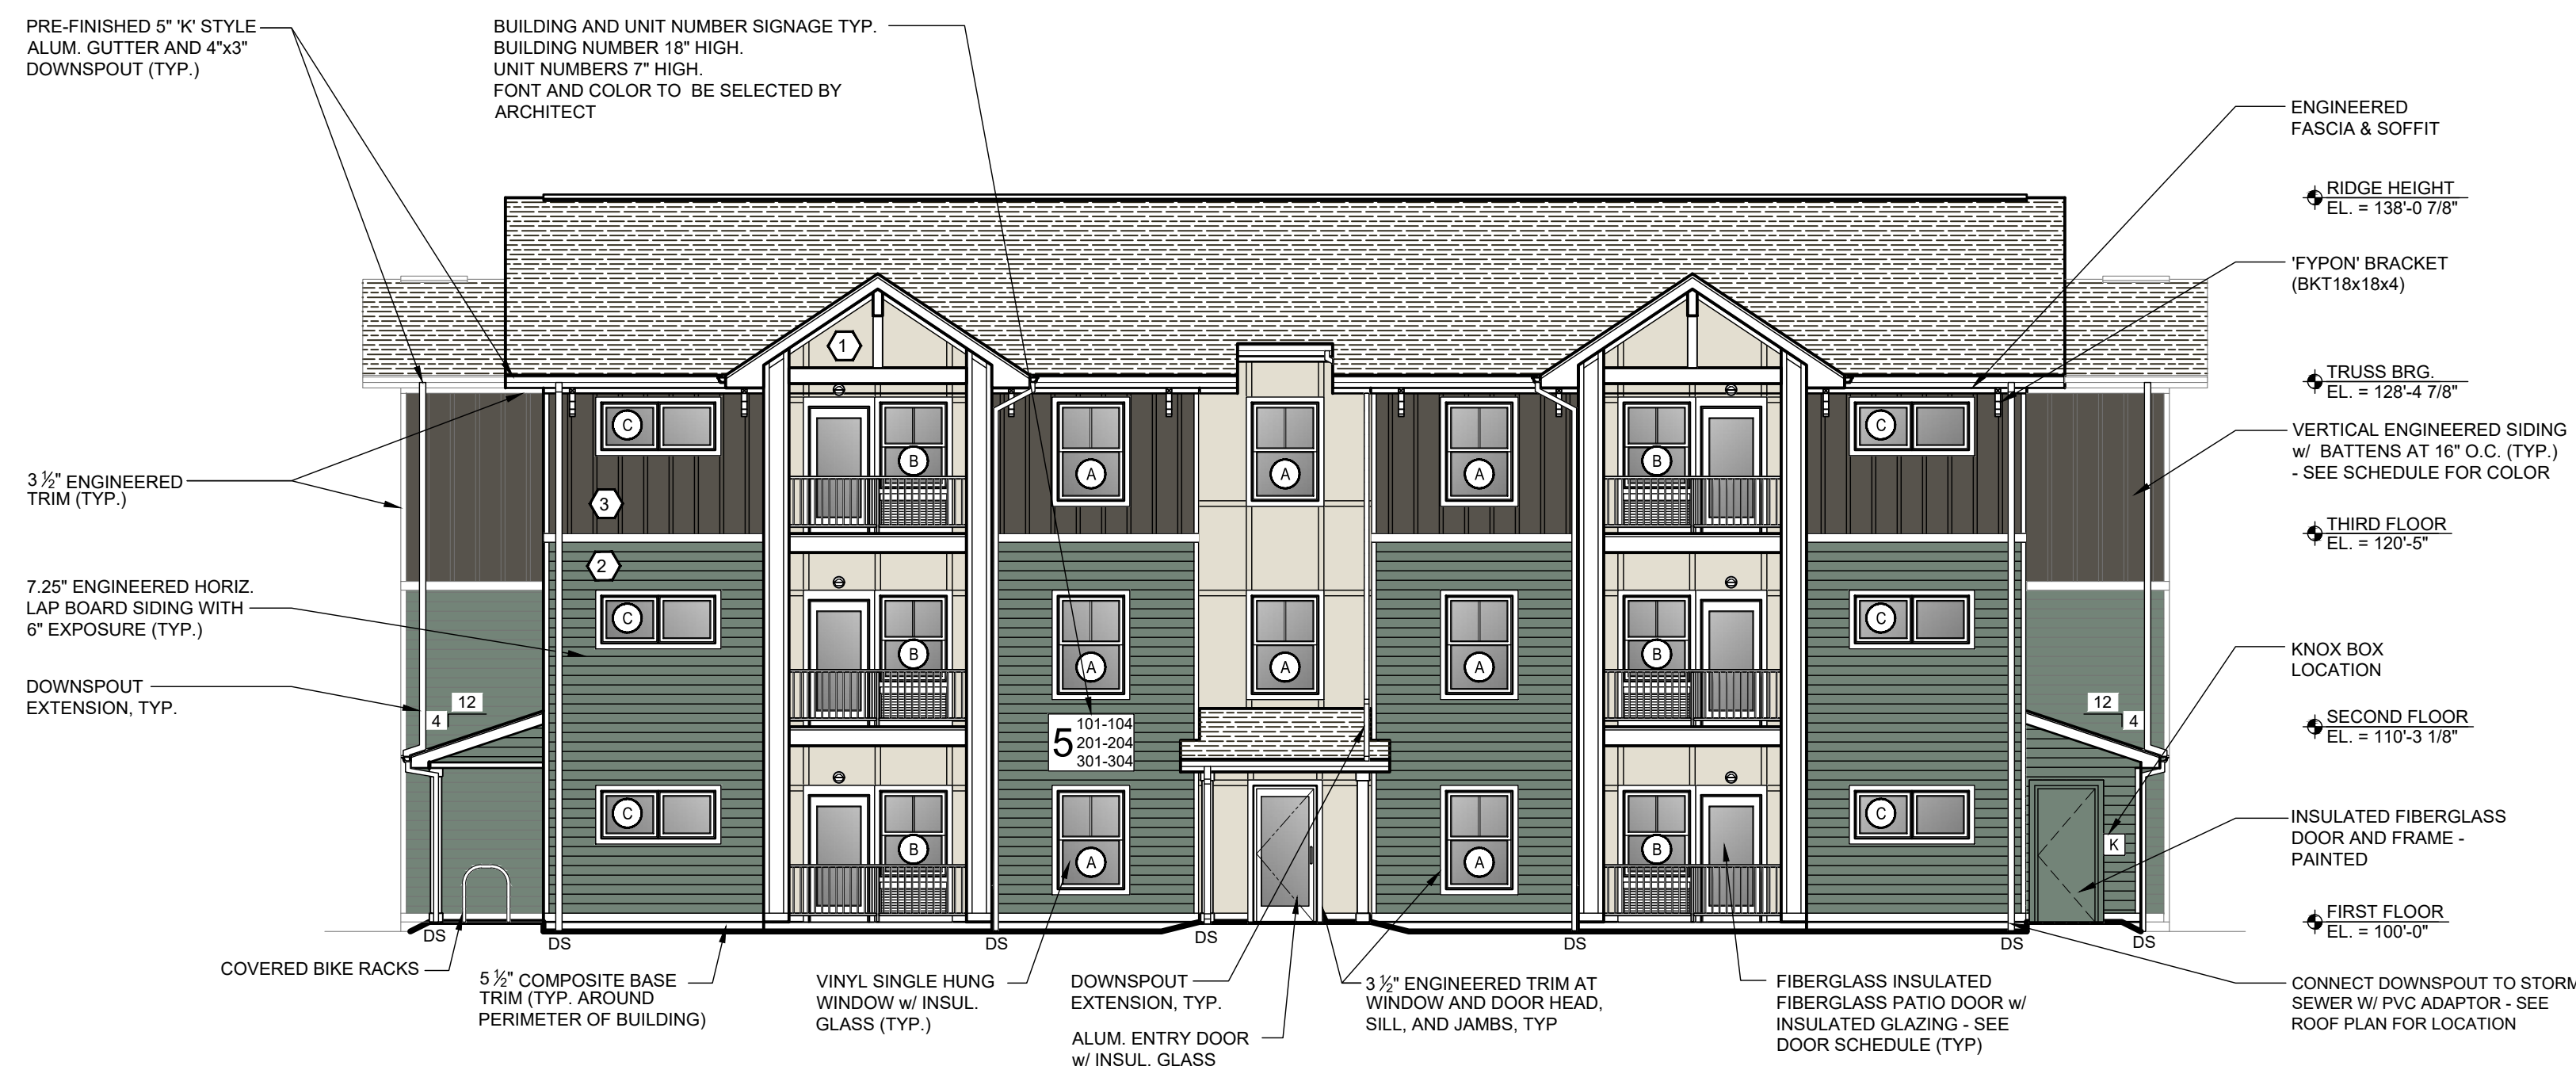 PRE-FINISHED 5" 'K' STYLE
ALUM. GUTTER AND 4"x3"
DOWNSPOUT (TYP.)
BUILDING AND UNIT NUMBER SIGNAGE TYP.
BUILDING NUMBER 18" HIGH.
UNIT NUMBERS 7" HIGH.
FONT AND COLOR TO BE SELECTED BY
ARCHITECT
ENGINEERED
FASCIA & SOFFIT
RIDGE HEIGHT
EL. = 138'-0 7/8"
'FYPON' BRACKET
(BKT18x18x4)
TRUSS BRG.
EL. = 128'-4 7/8"
VERTICAL ENGINEERED SIDING
w/ BATTENS AT 16" O.C. (TYP.)
- SEE SCHEDULE FOR COLOR
THIRD FLOOR
EL. = 120'-5"
KNOX BOX
LOCATION
SECOND FLOOR
EL. = 110'-3 1/8"
INSULATED FIBERGLASS
DOOR AND FRAME -
PAINTED
FIRST FLOOR
EL. = 100'-0"
CONNECT DOWNSPOUT TO STORM
SEWER W/ PVC ADAPTOR - SEE
ROOF PLAN FOR LOCATION
3 ½" ENGINEERED
TRIM (TYP.)
7.25" ENGINEERED HORIZ.
LAP BOARD SIDING WITH
6" EXPOSURE (TYP.)
DOWNSPOUT
EXTENSION, TYP.
1
C B A A A B C
3
2
C B A A A B C
12
4
12
4
5
101-104
201-204
301-304
C B A A B C
K
DS DS DS DS DS DS DS
COVERED BIKE RACKS
5 ½" COMPOSITE BASE
TRIM (TYP. AROUND
PERIMETER OF BUILDING)
VINYL SINGLE HUNG
WINDOW w/ INSUL.
GLASS (TYP.)
DOWNSPOUT
EXTENSION, TYP.
ALUM. ENTRY DOOR
w/ INSUL. GLASS
3 ½" ENGINEERED TRIM AT
WINDOW AND DOOR HEAD,
SILL, AND JAMBS, TYP
FIBERGLASS INSULATED
FIBERGLASS PATIO DOOR w/
INSULATED GLAZING - SEE
DOOR SCHEDULE (TYP)